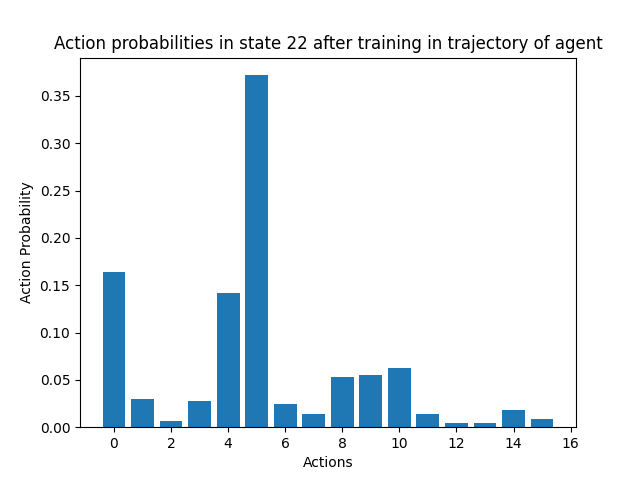 Action probabilities in state 22 after training in trajectory of agent
0.35
0.30
0.25
0.20
0.15
0.10
0.05
0.00
Action Probability
0 2 4 6 8 10 12 14 16
Actions